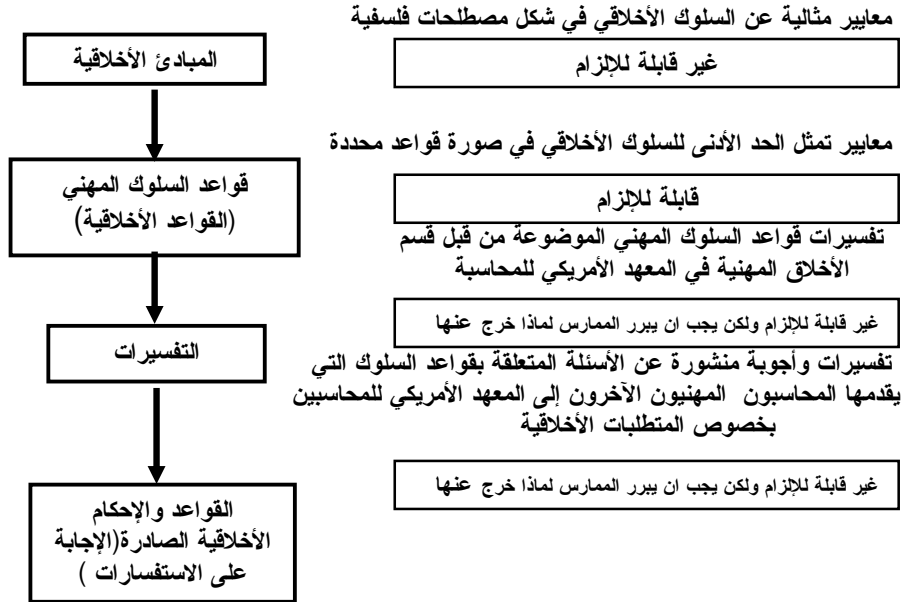 معايير مثالية عن السلوك الأخلاقي في شكل مصطلحات فلسفية
المبادئ الأخلاقية
غير قابلة للإلزام
معايير تمثل الحد الأدنى للسلوك الأخلاقي في صورة قواعد محددة
قواعد السلوك المهني
(القواعد الأخلاقية)
قابلة للإلزام
تفسيرات قواعد السلوك المهني الموضوعة من قبل قسم
الأخلاق المهنية في المعهد الأمريكي للمحاسبة
التفسيرات
غير قابلة للإلزام ولكن يجب ان يبرر الممارس لماذا خرج عنها
تفسيرات وأجوبة منشورة عن الأسئلة المتعلقة بقواعد السلوك التي
يقدمها المحاسبون المهنيون الآخرون إلى المعهد الأمريكي للمحاسبين
بخصوص المتطلبات الأخلاقية
القواعد والإحكام
الأخلاقية الصادرة(الإجابة
على الاستفسارات )
غير قابلة للإلزام ولكن يجب ان يبرر الممارس لماذا خرج عنها